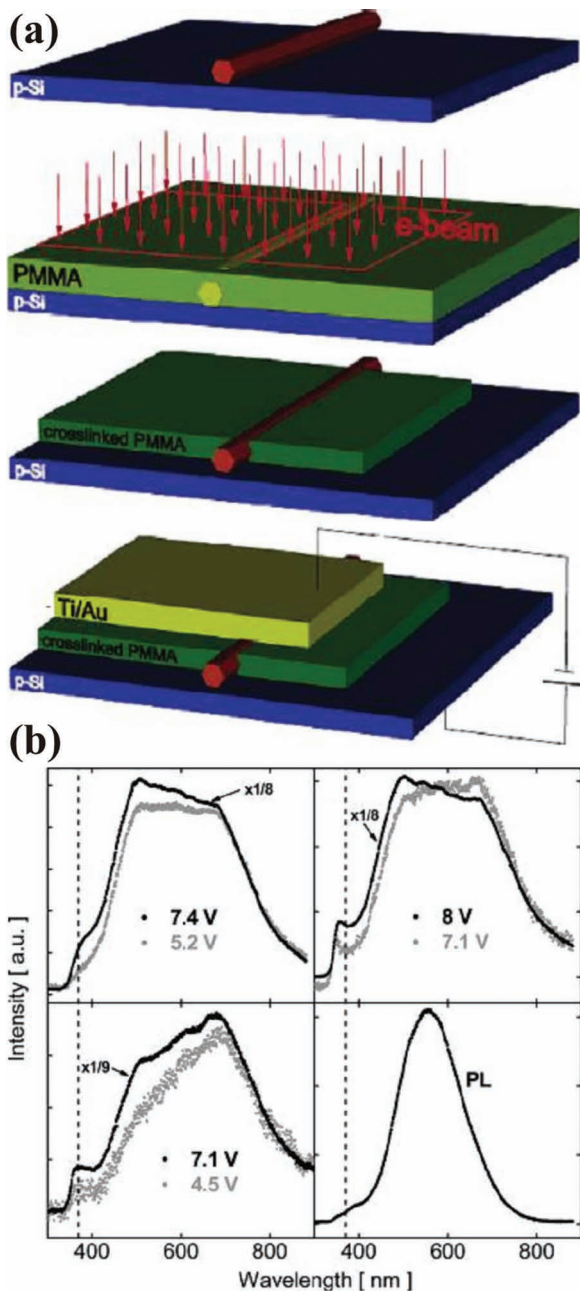 (a)
p-Si
e-beam
PMMA
p-Si
crosslinked PMMA
p-Si
Ti/Au
crosslinked PMMA
p-Si
(b)
Intensity [ a.u. ]
x1/8
7.4 V
5.2 V
x1/8
8 V
7.1 V
x1/9
7.1 V
4.5 V
PL
400 600 800 400 600 800
Wavelength [ nm ]